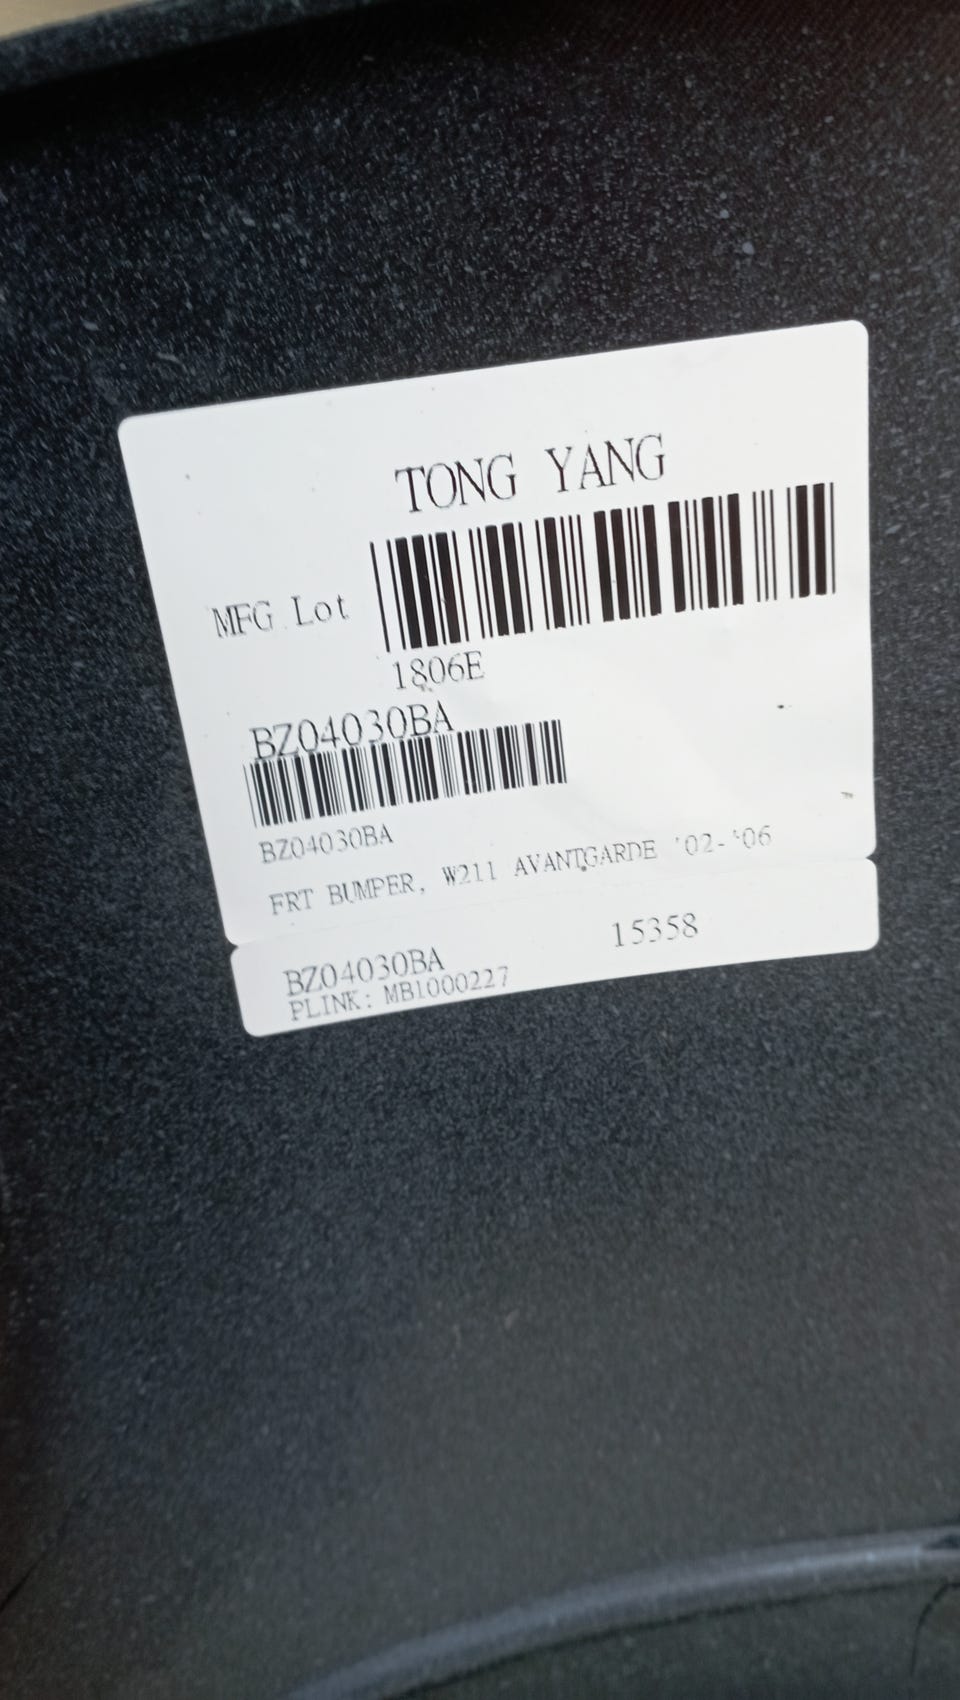 TONG YANG
MFG Lot
1806E
BZ04030BA
BZ04030BA
FRT BUMPER, W211 AVANTGARDE '02-'06
BZ04030BA 15358
PLINK: MB1000227